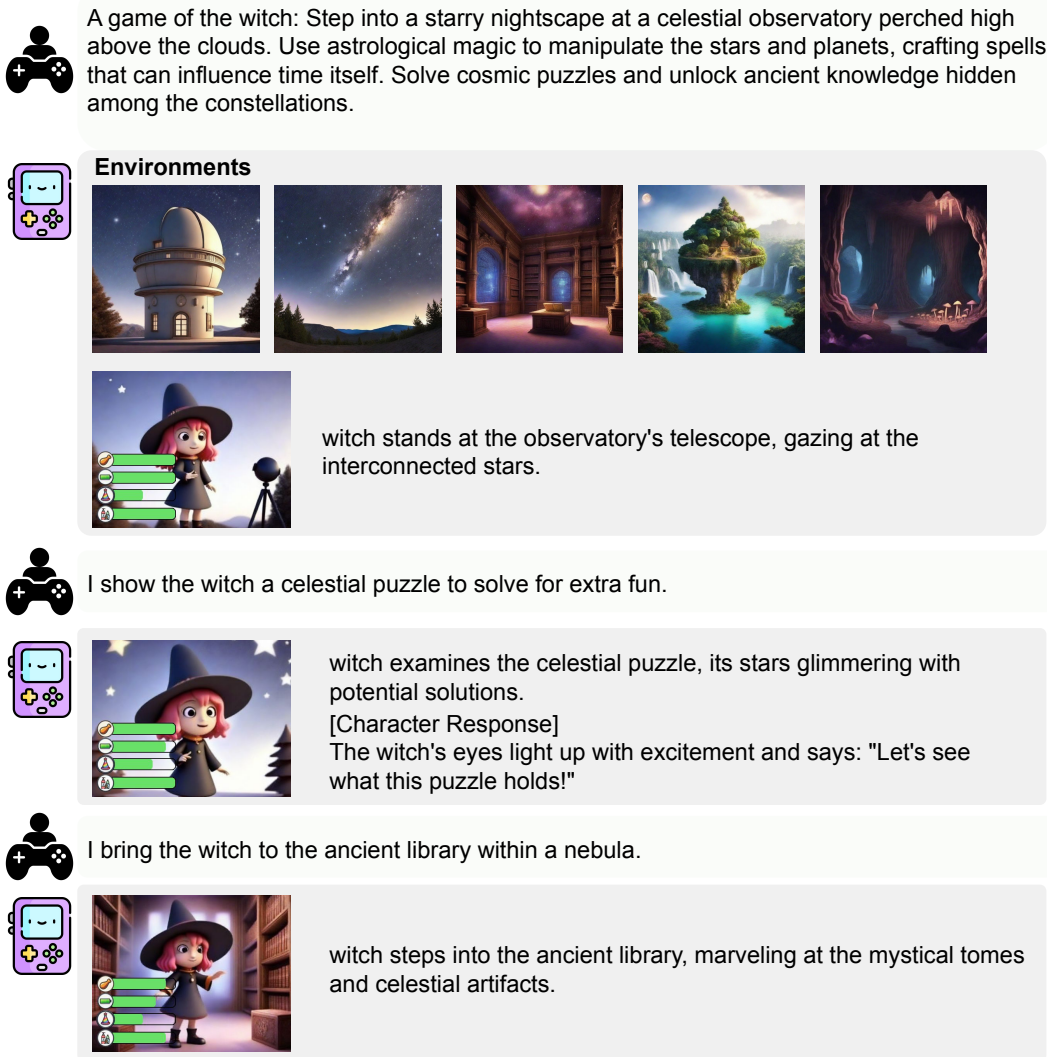 A game of the witch: Step into a starry nightscape at a celestial observatory perched high
above the clouds. Use astrological magic to manipulate the stars and planets, crafting spells
that can influence time itself. Solve cosmic puzzles and unlock ancient knowledge hidden
among the constellations.
Environments
witch stands at the observatory's telescope, gazing at the
interconnected stars.
I show the witch a celestial puzzle to solve for extra fun.
witch examines the celestial puzzle, its stars glimmering with
potential solutions.
[Character Response]
The witch's eyes light up with excitement and says: "Let's see
what this puzzle holds!"
I bring the witch to the ancient library within a nebula.
witch steps into the ancient library, marveling at the mystical tomes
and celestial artifacts.